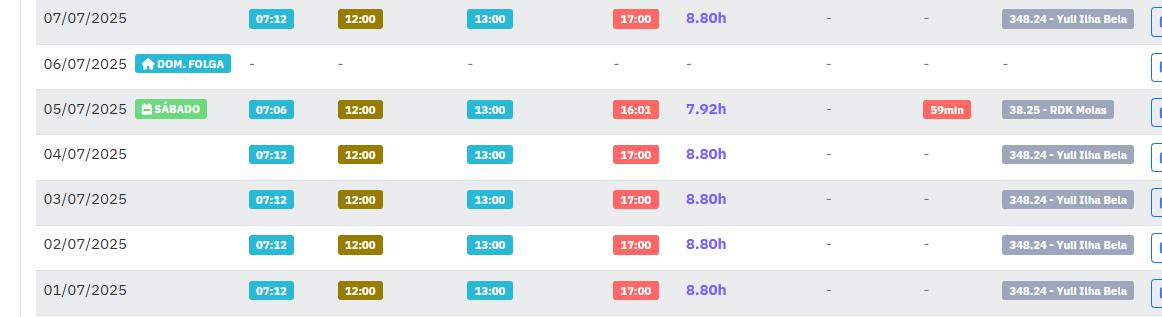 07/07/2025 07:12 12:00 13:00 17:00 8.80h - - 348.24 - Yuli Ilha Bela
06/07/2025 DOM. FOLGA - - - - - - - -
05/07/2025 SÁBADO 07:06 12:00 13:00 16:01 7.92h - 59min 38.25 - RDK Molas
04/07/2025 07:12 12:00 13:00 17:00 8.80h - - 348.24 - Yuli Ilha Bela
03/07/2025 07:12 12:00 13:00 17:00 8.80h - - 348.24 - Yuli Ilha Bela
02/07/2025 07:12 12:00 13:00 17:00 8.80h - - 348.24 - Yuli Ilha Bela
01/07/2025 07:12 12:00 13:00 17:00 8.80h - - 348.24 - Yuli Ilha Bela